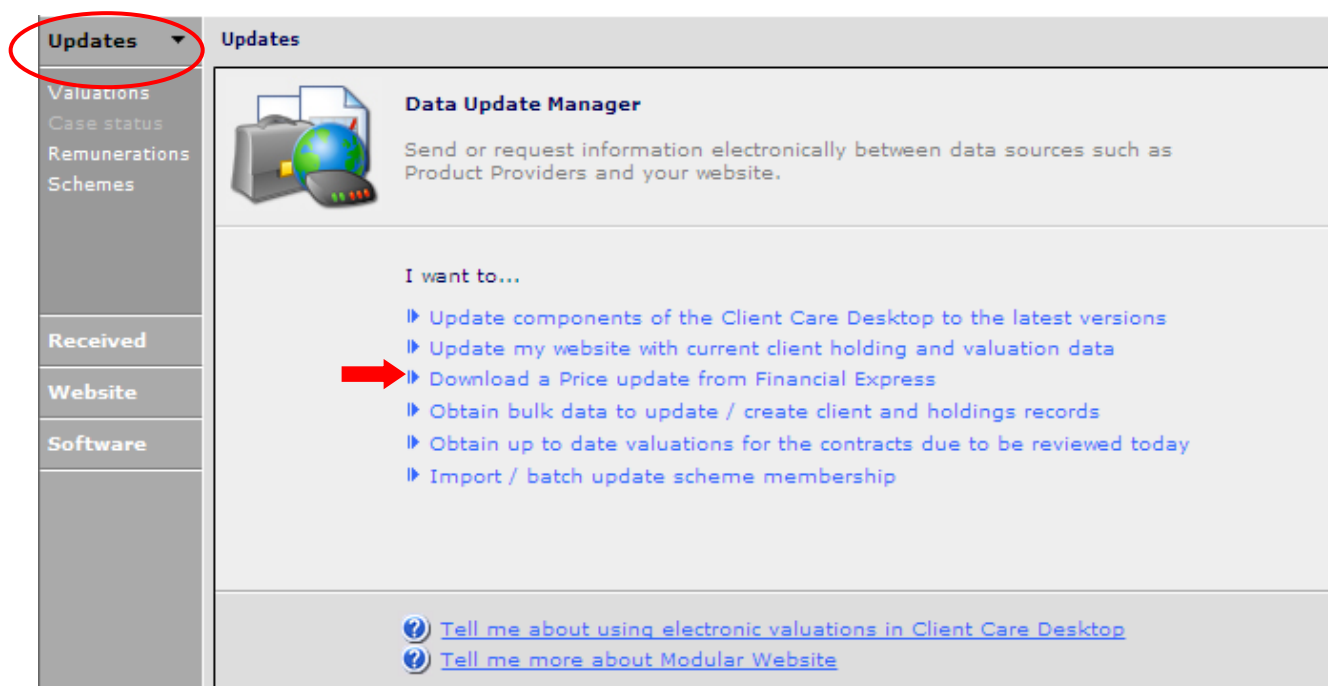 Updates
Updates
Valuations
Case status
Remunerations
Schemes
Received
Website
Software
Data Update Manager
Send or request information electronically between data sources such as
Product Providers and your website.
I want to...
Update components of the Client Care Desktop to the latest versions
Update my website with current client holding and valuation data
Download a Price update from Financial Express
Obtain bulk data to update / create client and holdings records
Obtain up to date valuations for the contracts due to be reviewed today
Import / batch update scheme membership
Tell me about using electronic valuations in Client Care Desktop
Tell me more about Modular Website